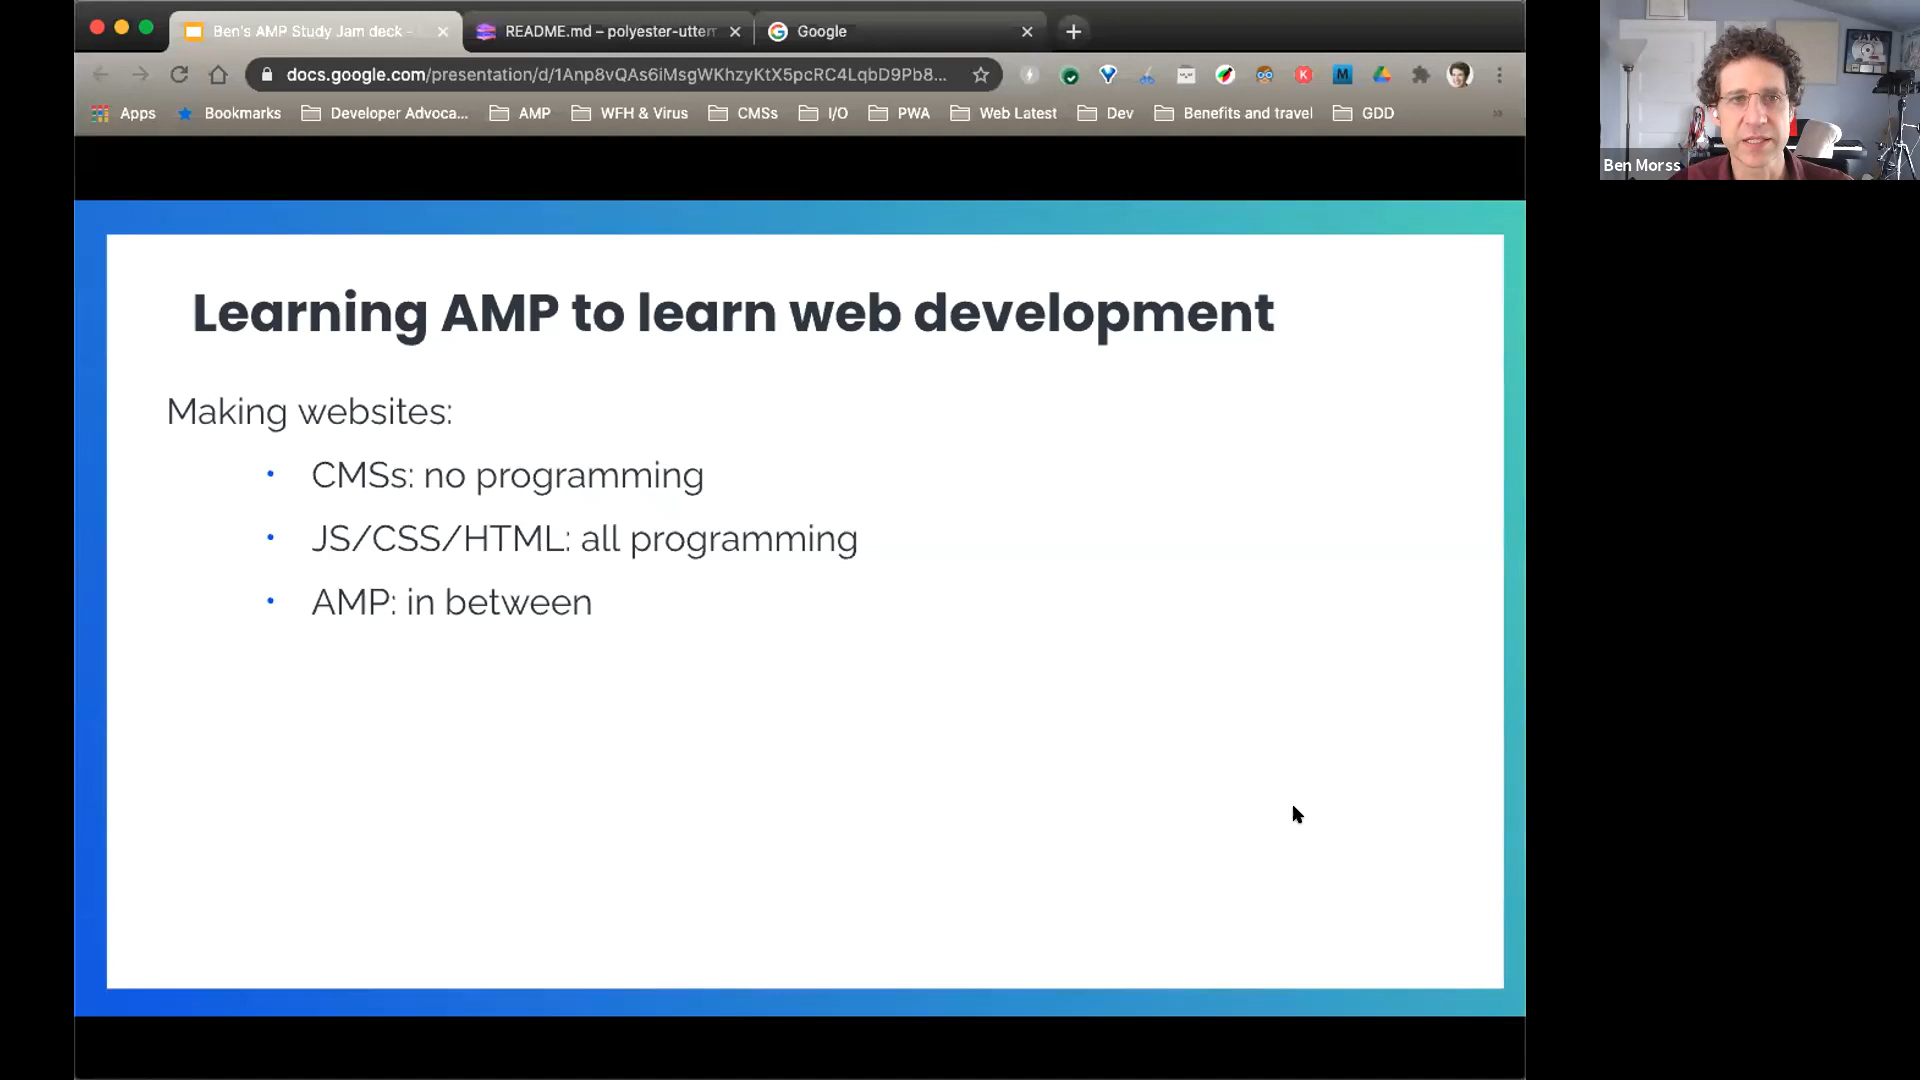 Ben's AMP Study Jam deck -
README.md – polyester-utter
Google
docs.google.com/presentation/d/1Anp8vQAs6iMsgWKhzyKtX5pcRC4LqbD9Pb8...
Apps
Bookmarks
Developer Advoca...
AMP
WFH & Virus
CMSs
I/O
PWA
Web Latest
Dev
Benefits and travel
GDD
Ben Morss
Learning AMP to learn web development
Making websites:
• CMSs: no programming
• JS/CSS/HTML: all programming
• AMP: in between